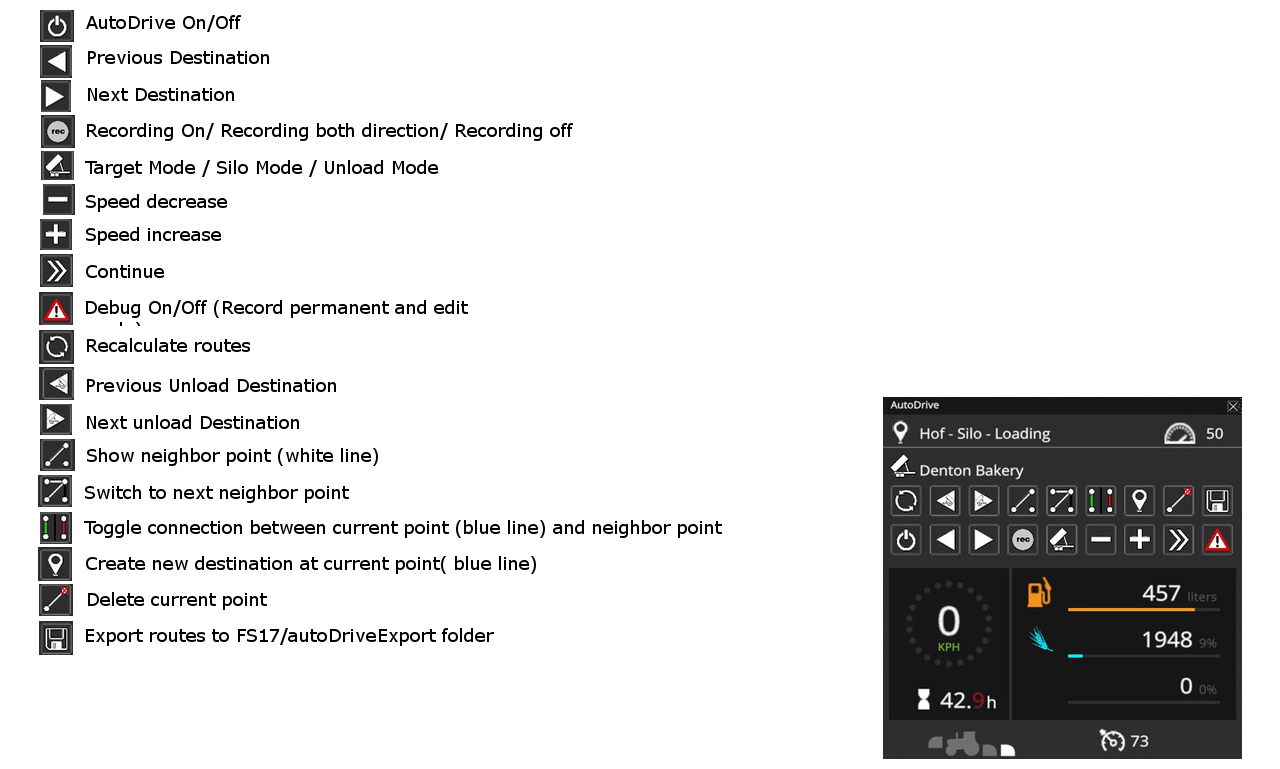 AutoDrive On/Off
Previous Destination
Next Destination
rec Recording On/ Recording both direction/ Recording off
Target Mode / Silo Mode / Unload Mode
Speed decrease
Speed increase
Continue
Debug On/Off (Record permanent and edit
Recalculate routes
Previous Unload Destination
Next unload Destination
Show neighbor point (white line)
Switch to next neighbor point
Toggle connection between current point (blue line) and neighbor point
Create new destination at current point( blue line)
Delete current point
Export routes to FS17/autoDriveExport folder
AutoDrive
Hof - Silo - Loading 50
Denton Bakery
rec
457 liters
0
KPH
1948 9%
0 0%
42.9h
73